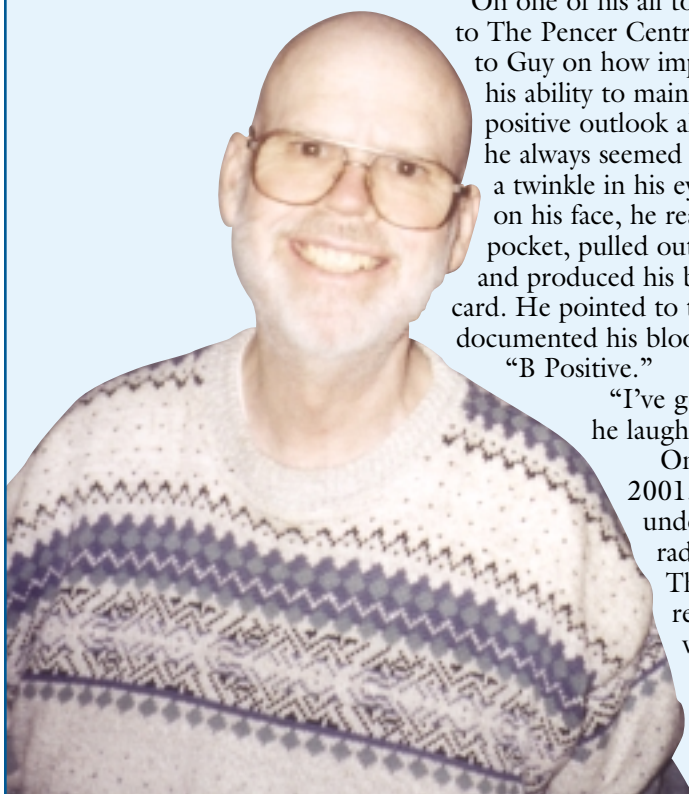 On one of his all to
to The Pencer Centr
to Guy on how imp
his ability to main
positive outlook a
he always seemed
a twinkle in his ey
on his face, he rea
pocket, pulled out
and produced his b
card. He pointed to t
documented his bloo
“B Positive.”
“I’ve g
he laugh
On
2001
unde
rad
Th
re